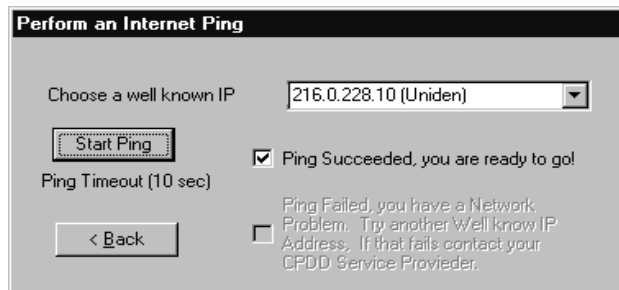 Perform an Internet Ping
Choose a well known IP
216.0.228.10 (Uniden)
Start Ping
Ping Succeeded, you are ready to go!
Ping Timeout (10 sec)
Ping Failed, you have a Network
Problem. Try another Well know IP
Address, If that fails contact your
CPDD Service Provieder.
< Back